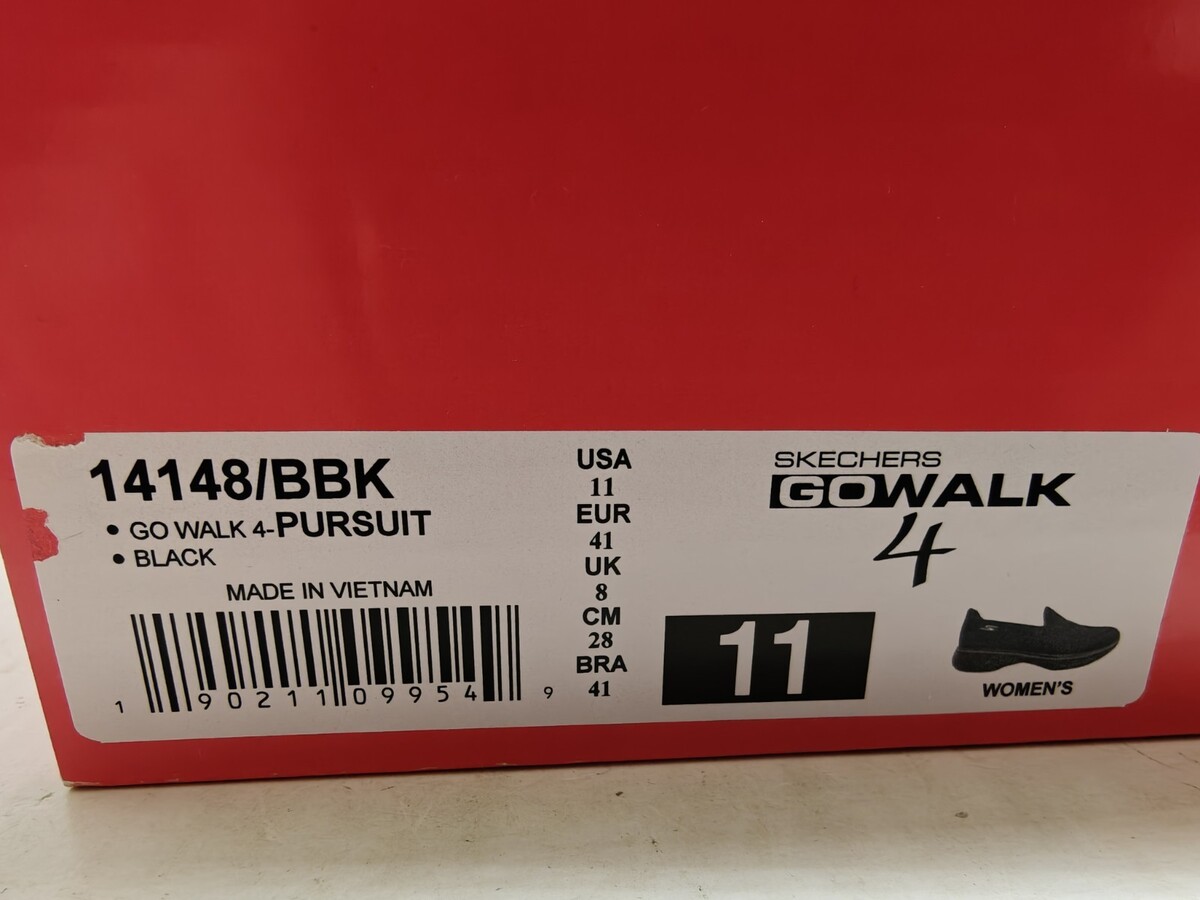 14148/BBK
• GO WALK 4-PURSUIT
• BLACK
MADE IN VIETNAM
1 90211 09954 9
USA
11
EUR
41
UK
8
CM
28
BRA
41
SKECHERS
GOWALK
4
11
WOMEN'S